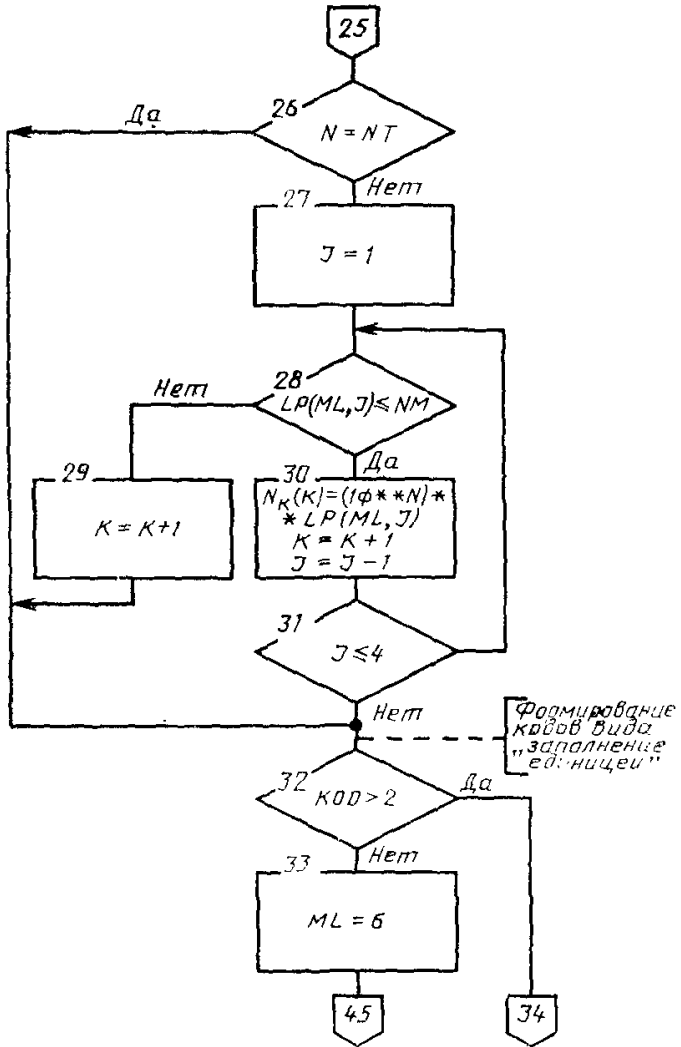 25
26
Да
N = NT
Нет
27
J = 1
28
Нет
LP(ML,J)≤NM
Да
29
K = K+1
30
Nк(K)=(1ф**N)*
* LP(ML,J)
K = K + 1
J = J - 1
31
J ≤ 4
Нет
Формирование
кодов вида
„заполнение
единицей"
32
KOD > 2
Да
Нет
33
ML = 6
45
34